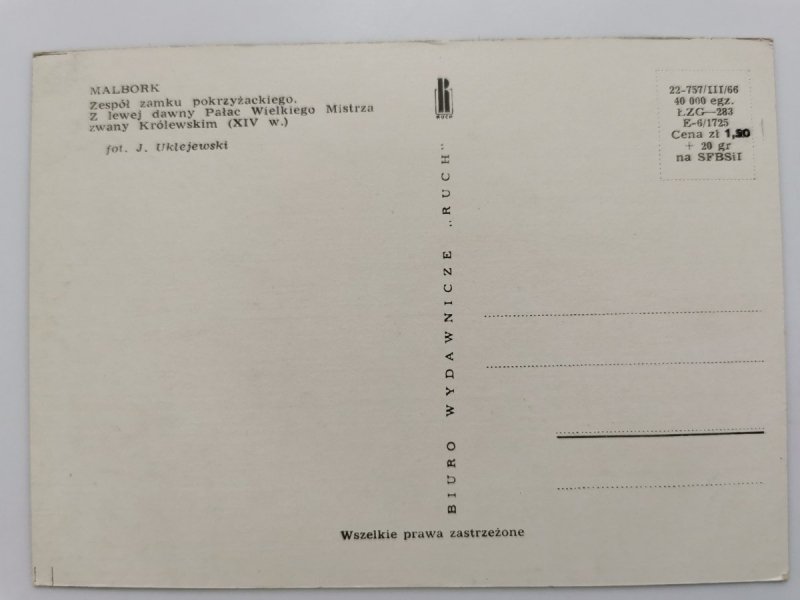 MALBORK
Zespół zamku pokrzyżackiego.
Z lewej dawny Pałac Wielkiego Mistrza
zwany Królewskim (XIV w.)
fot. J. Uklejewski
RUCH
BIURO WYDAWNICZE „RUCH"
22-757/III/66
40 000 egz.
ŁZG—283
E-6/1725
Cena zł 1,50
+ 20 gr
na SFBSiI
Wszelkie prawa zastrzeżone